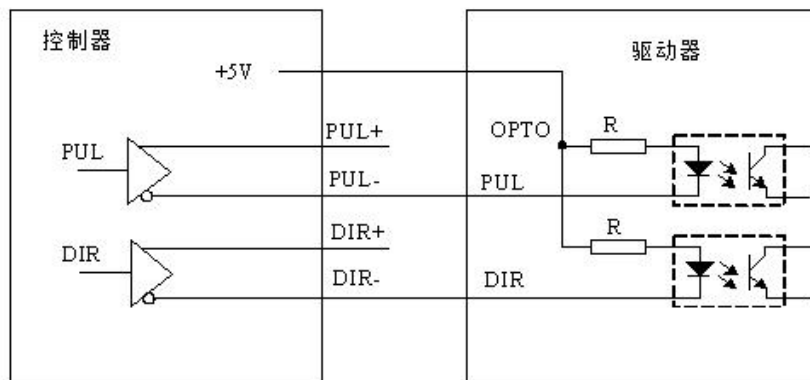 控制器
驱动器
+5V
PUL+
OPTO
R
PUL
PUL-
PUL
R
DIR+
DIR
DIR-
DIR